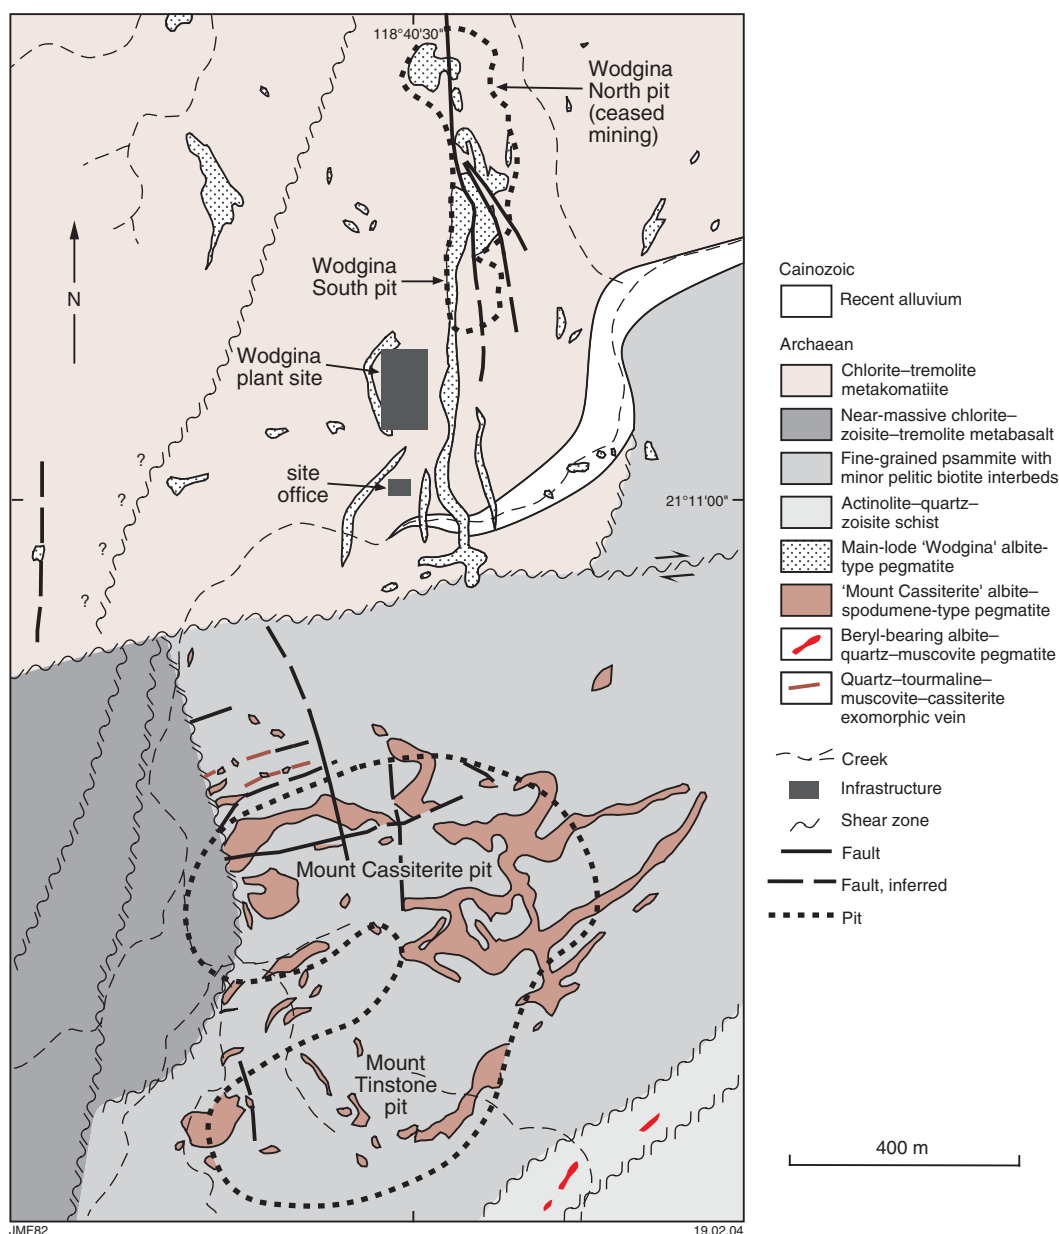 118°40'30"
Wodgina
North pit
(ceased
mining)
Wodgina
South pit
N
Wodgina
plant site
site
office
21°11'00"
?
?
?
?
Mount Cassiterite pit
Mount
Tinstone
pit
JMF82
19.02.04
Cainozoic
Recent alluvium
Archaean
Chlorite–tremolite
metakomatiite
Near-massive chlorite–
zoisite–tremolite metabasalt
Fine-grained psammite with
minor pelitic biotite interbeds
Actinolite–quartz–
zoisite schist
Main-lode 'Wodgina' albite-
type pegmatite
'Mount Cassiterite' albite–
spodumene-type pegmatite
Beryl-bearing albite–
quartz–muscovite pegmatite
Quartz–tourmaline–
muscovite–cassiterite
exomorphic vein
Creek
Infrastructure
Shear zone
Fault
Fault, inferred
Pit
400 m